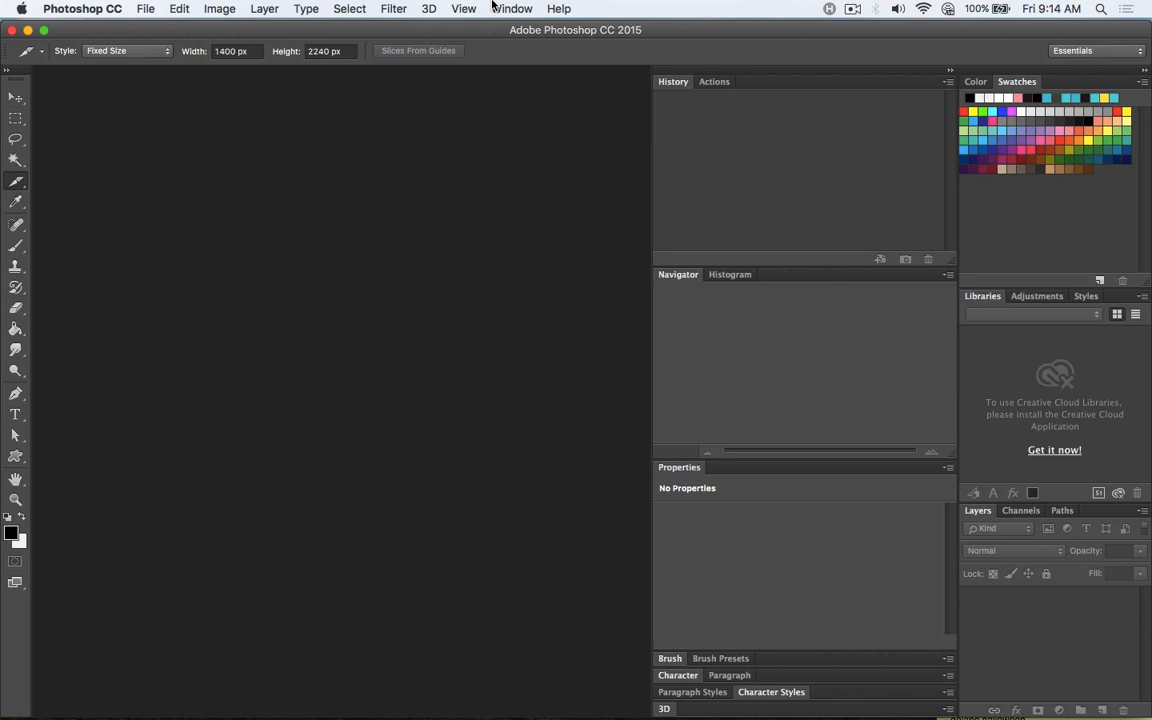 Photoshop CC File Edit Image Layer Type Select Filter 3D View Window Help 100% Fri 9:14 AM
Adobe Photoshop CC 2015
Style: Fixed Size Width: 1400 px Height: 2240 px Slices From Guides Essentials
History Actions
Color Swatches
Navigator Histogram
Libraries Adjustments Styles
To use Creative Cloud Libraries,
please install the Creative Cloud
Application
Get it now!
Properties
No Properties
St
Layers Channels Paths
Kind
Normal Opacity:
Lock: Fill:
Brush Brush Presets
Character Paragraph
Paragraph Styles Character Styles
3D